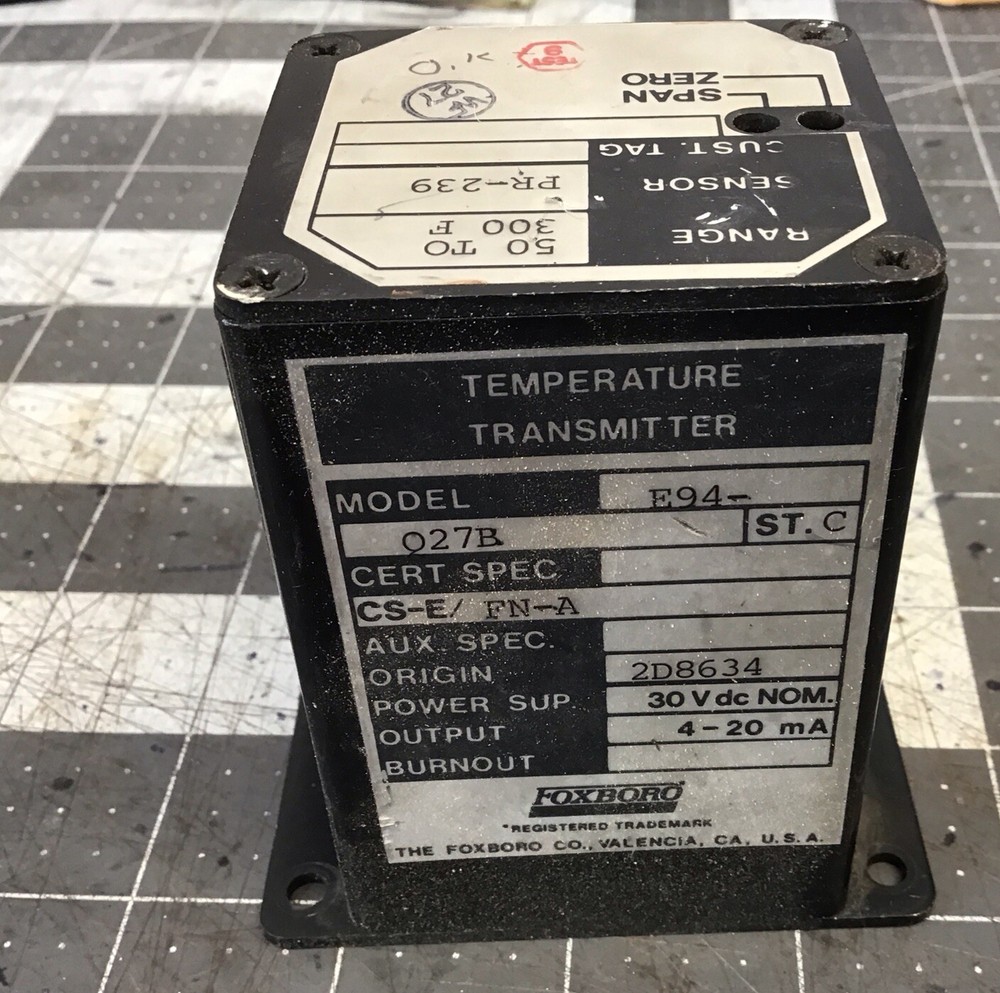 RANGE 50 TO 300 F
SENSOR PR-239
CUST. TAG
SPAN
ZERO
TEST 9
O.K
TEMPERATURE
TRANSMITTER
MODEL E94-
Q27B ST. C
CERT SPEC
CS-E/ FN-A
AUX. SPEC.
ORIGIN 2D8634
POWER SUP. 30 Vdc NOM.
OUTPUT 4-20 mA
BURNOUT
FOXBORO®
*REGISTERED TRADEMARK
THE FOXBORO CO., VALENCIA, CA, U.S.A.